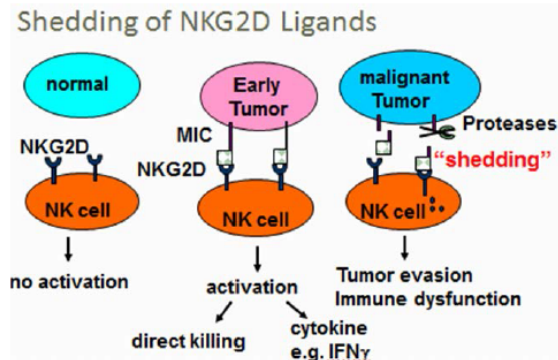 Shedding of NKG2D Ligands
normal
NKG2D
NK cell
no activation
Early
Tumor
MIC
NKG2D
NK cell
activation
direct killing
cytokine
e.g. IFNγ
malignant
Tumor
Proteases
“shedding”
NK cell
Tumor evasion
Immune dysfunction